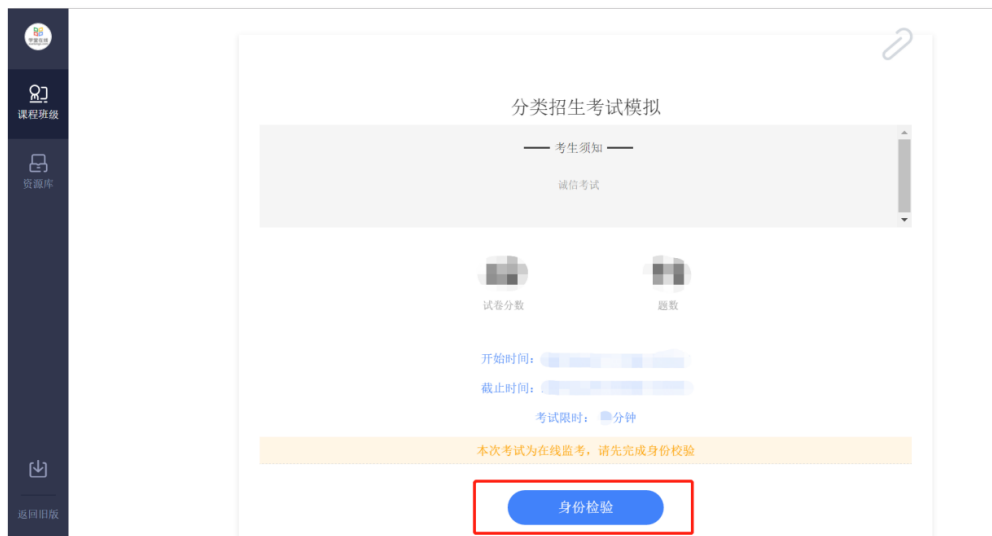 课程班级
资源库
返回旧版
分类招生考试模拟
考生须知
诚信考试
试卷分数
题数
开始时间：
截止时间：
考试限时： 分钟
本次考试为在线监考，请先完成身份校验
身份检验